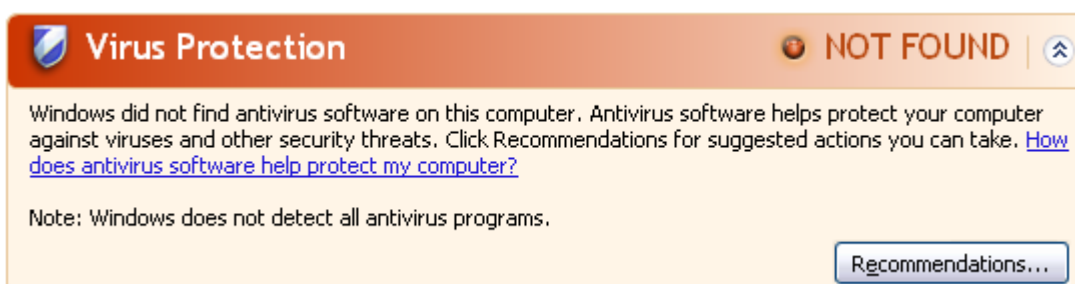 Virus Protection NOT FOUND
Windows did not find antivirus software on this computer. Antivirus software helps protect your computer
against viruses and other security threats. Click Recommendations for suggested actions you can take. How
does antivirus software help protect my computer?
Note: Windows does not detect all antivirus programs.
Recommendations...